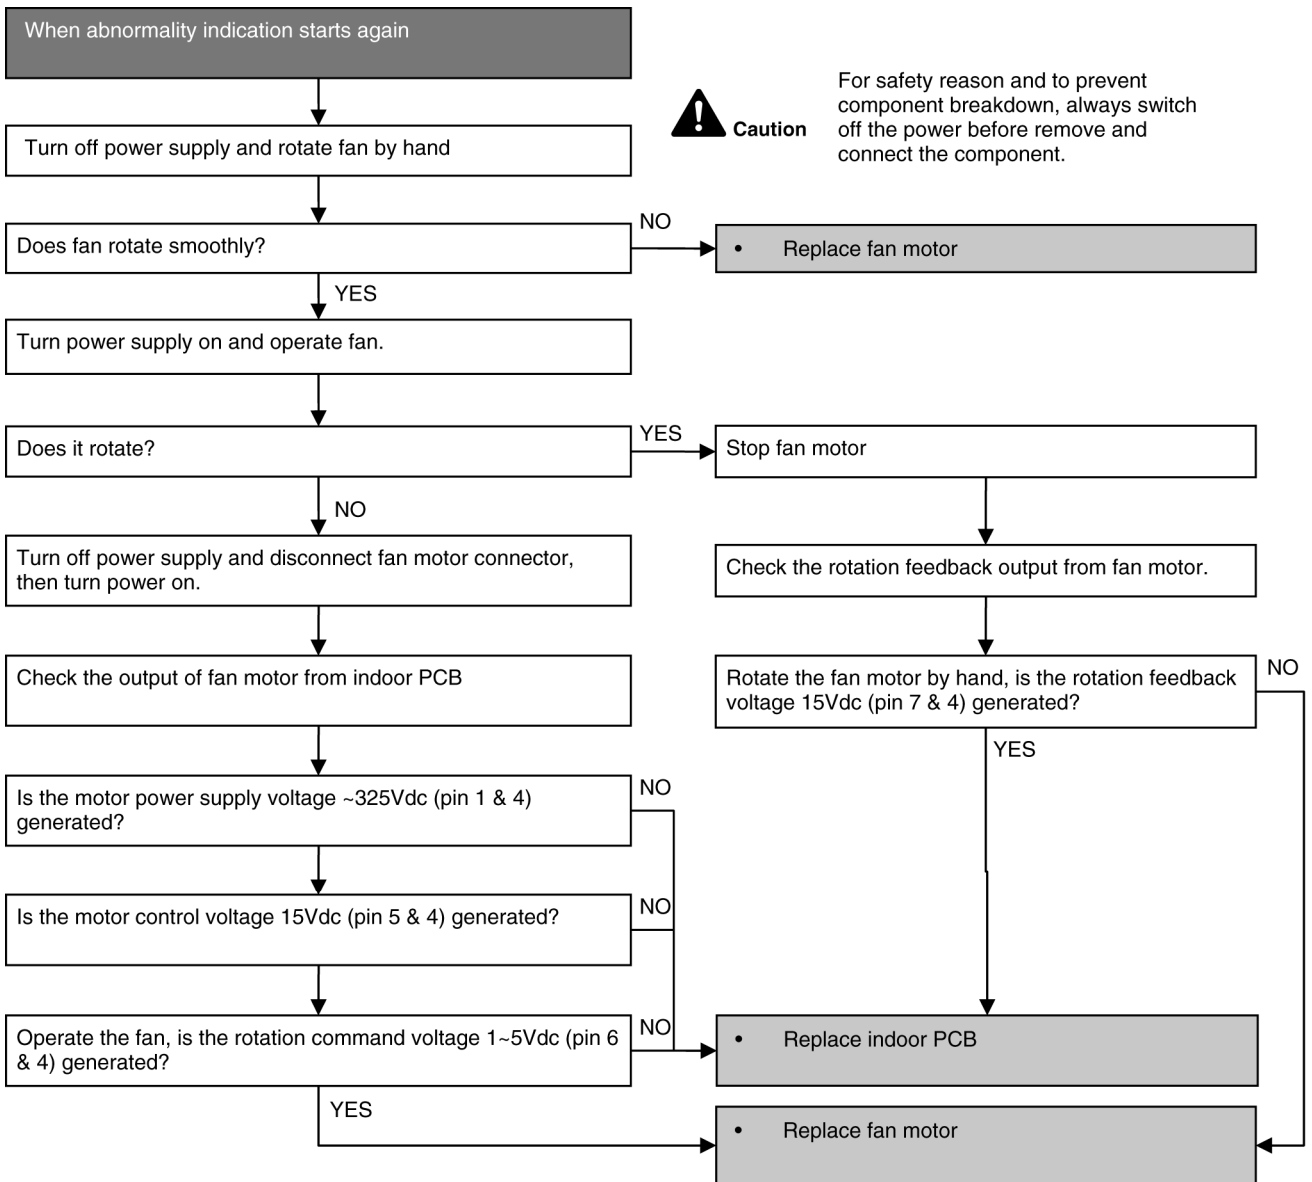 When abnormality indication starts again
Caution
For safety reason and to prevent
component breakdown, always switch
off the power before remove and
connect the component.
Turn off power supply and rotate fan by hand
Does fan rotate smoothly?
NO
• Replace fan motor
YES
Turn power supply on and operate fan.
Does it rotate?
YES
Stop fan motor
NO
Turn off power supply and disconnect fan motor connector,
then turn power on.
Check the rotation feedback output from fan motor.
Check the output of fan motor from indoor PCB
Rotate the fan motor by hand, is the rotation feedback
voltage 15Vdc (pin 7 & 4) generated?
NO
YES
Is the motor power supply voltage ~325Vdc (pin 1 & 4)
generated?
NO
Is the motor control voltage 15Vdc (pin 5 & 4) generated?
NO
Operate the fan, is the rotation command voltage 1~5Vdc (pin 6
& 4) generated?
NO
• Replace indoor PCB
YES
• Replace fan motor